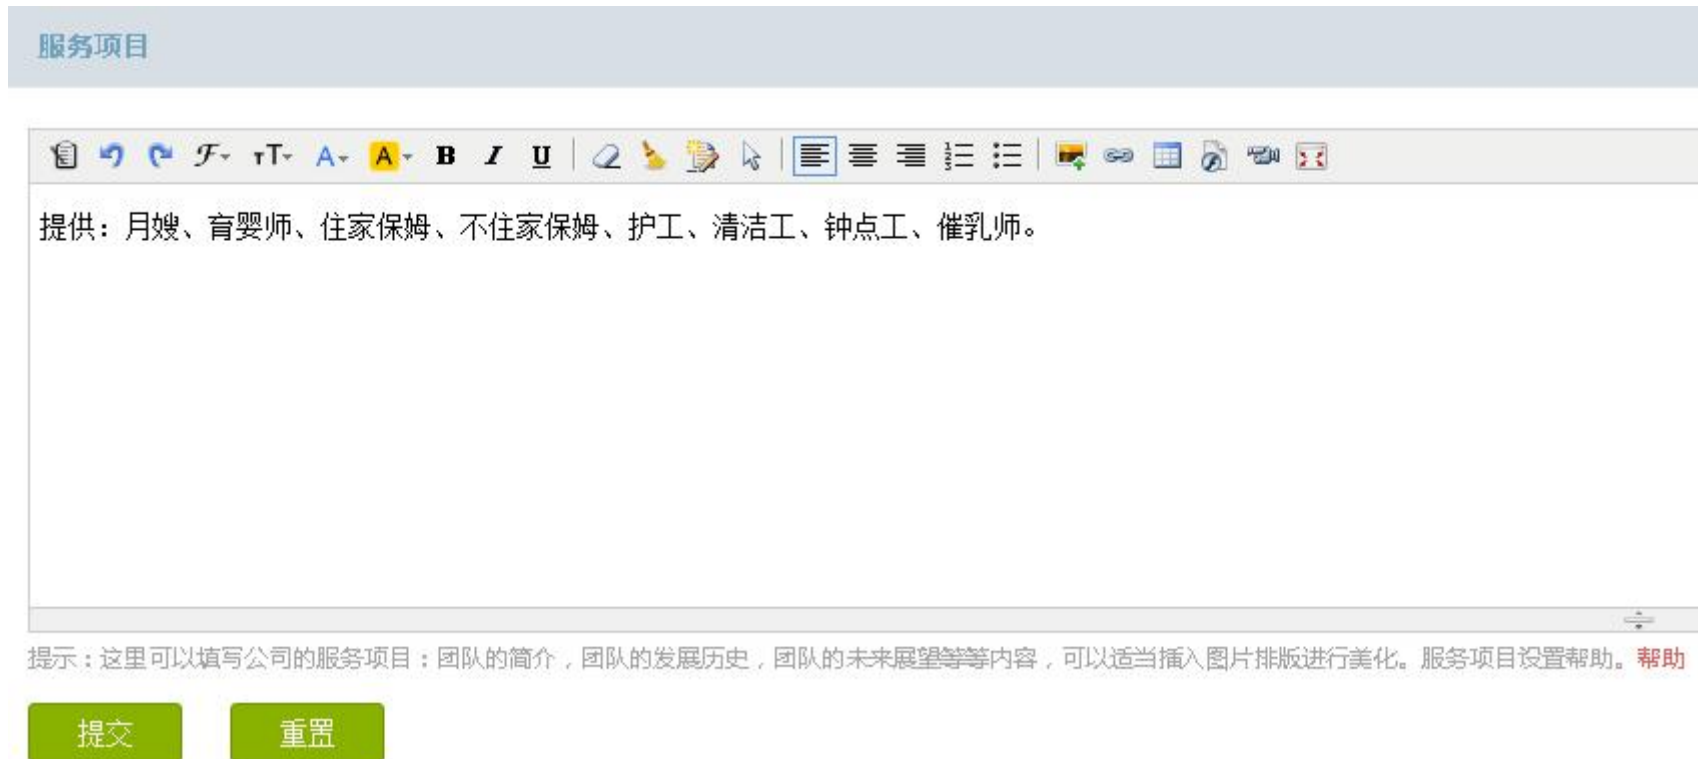 服务项目
提供：月嫂、育婴师、住家保姆、不住家保姆、护工、清洁工、钟点工、催乳师。
提示：这里可以填写公司的服务项目；团队的简介，团队的发展历史，团队的未来展望等等内容，可以适当插入图片排版进行美化。服务项目设置帮助。帮助
提交 重置